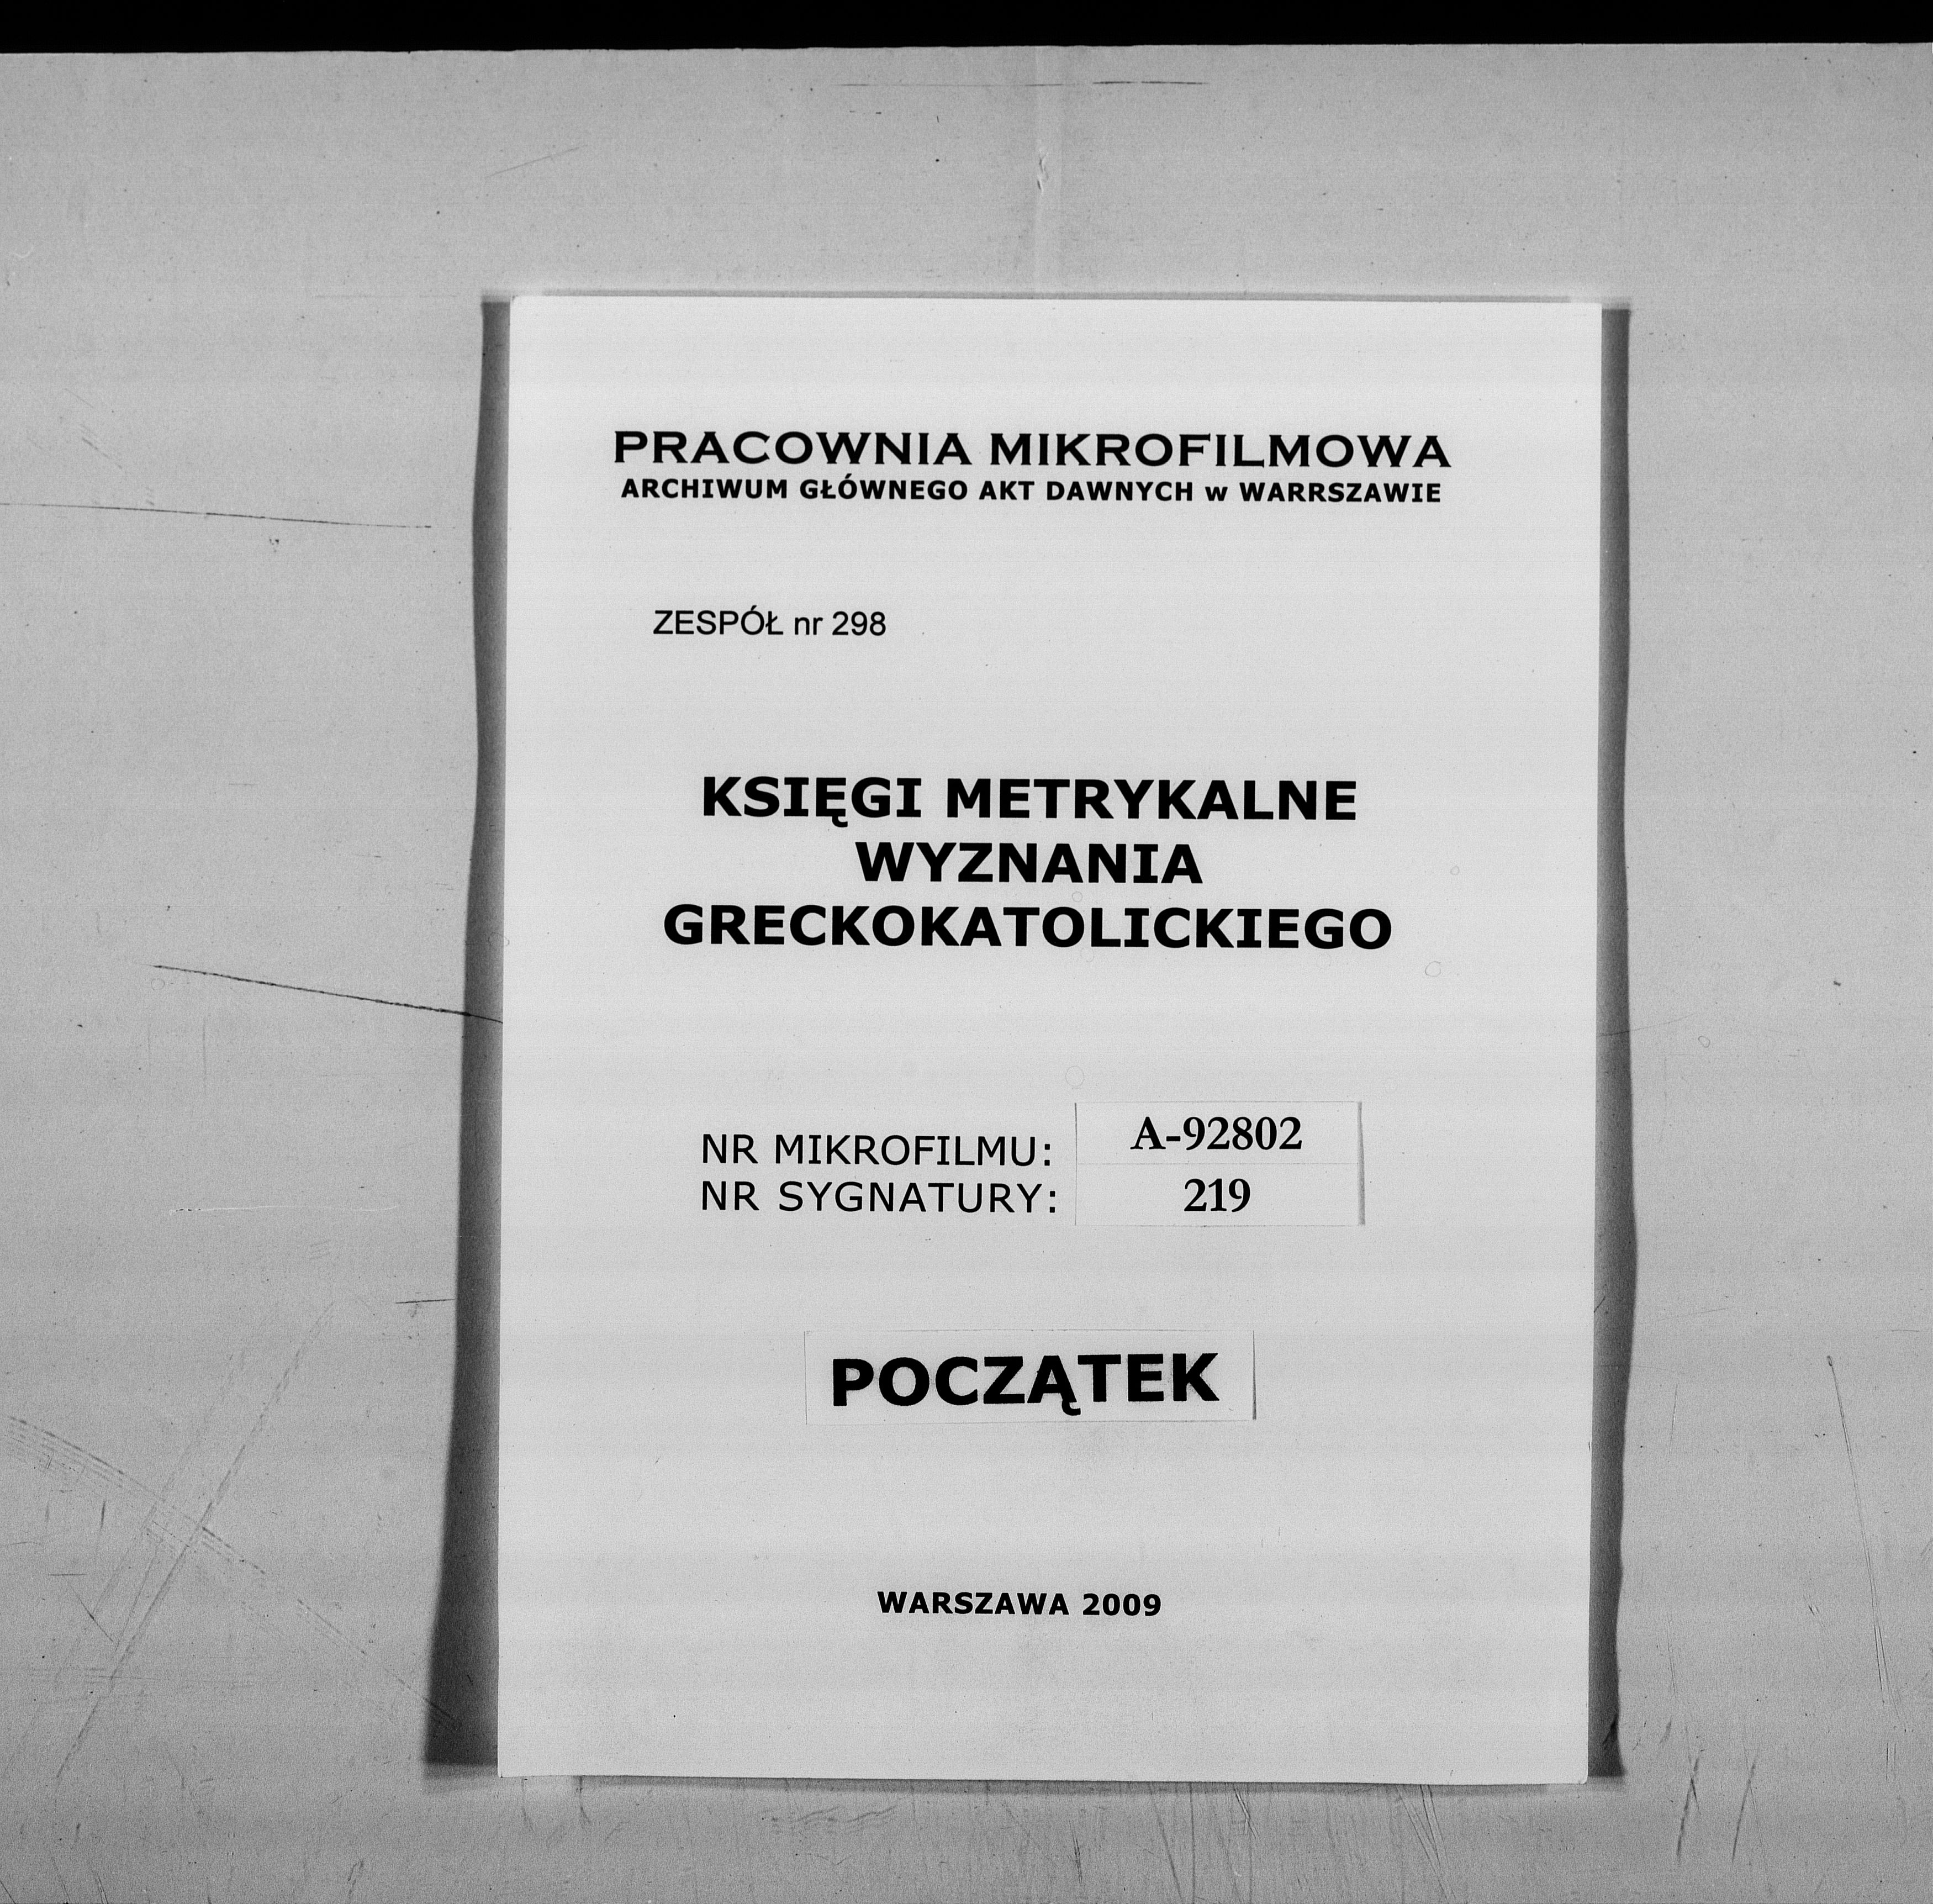 PRACOWNIA MIKROFILMOWA
ARCHIWUM GŁÓWNEGO AKT DAWNYCH w WARRSZAWIE
ZESPÓŁ nr 298
KSIĘGI METRYKALNE
WYZNANIA
GRECKOKATOLICKIEGO
NR MIKROFILMU: A-92802
NR SYGNATURY: 219
POCZĄTEK
WARSZAWA 2009